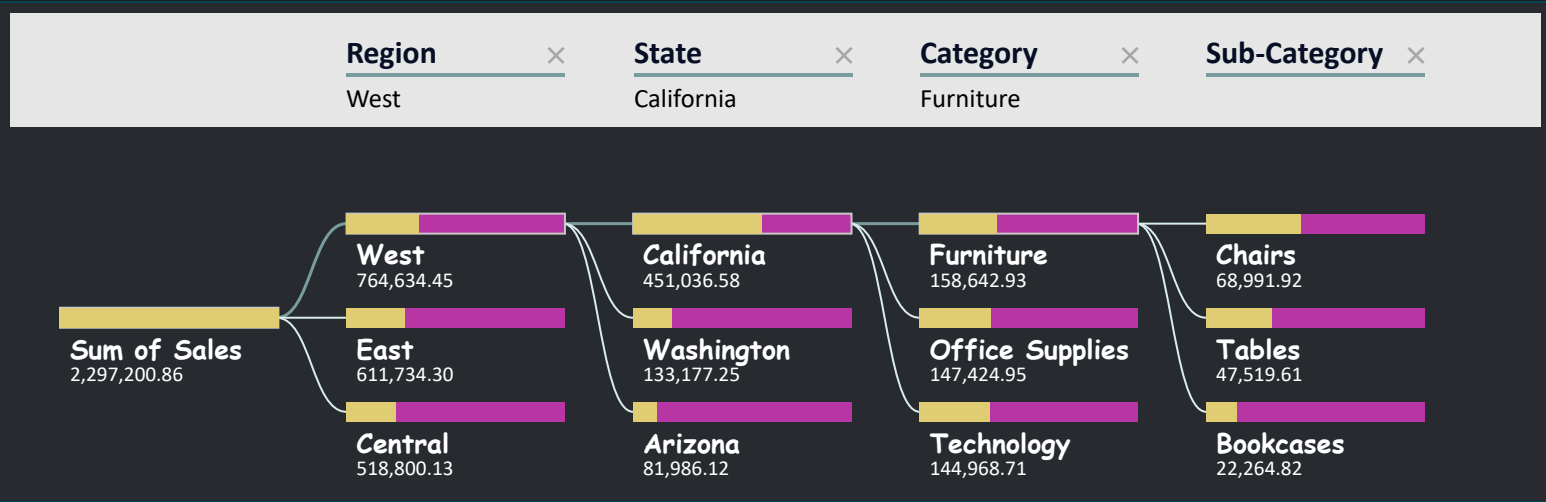 Region
State
Category
Sub-Category
West
California
Furniture
West
764,634.45
California
451,036.58
Furniture
158,642.93
Chairs
68,991.92
Sum of Sales
2,297,200.86
East
611,734.30
Washington
133,177.25
Office Supplies
147,424.95
Tables
47,519.61
Central
518,800.13
Arizona
81,986.12
Technology
144,968.71
Bookcases
22,264.82